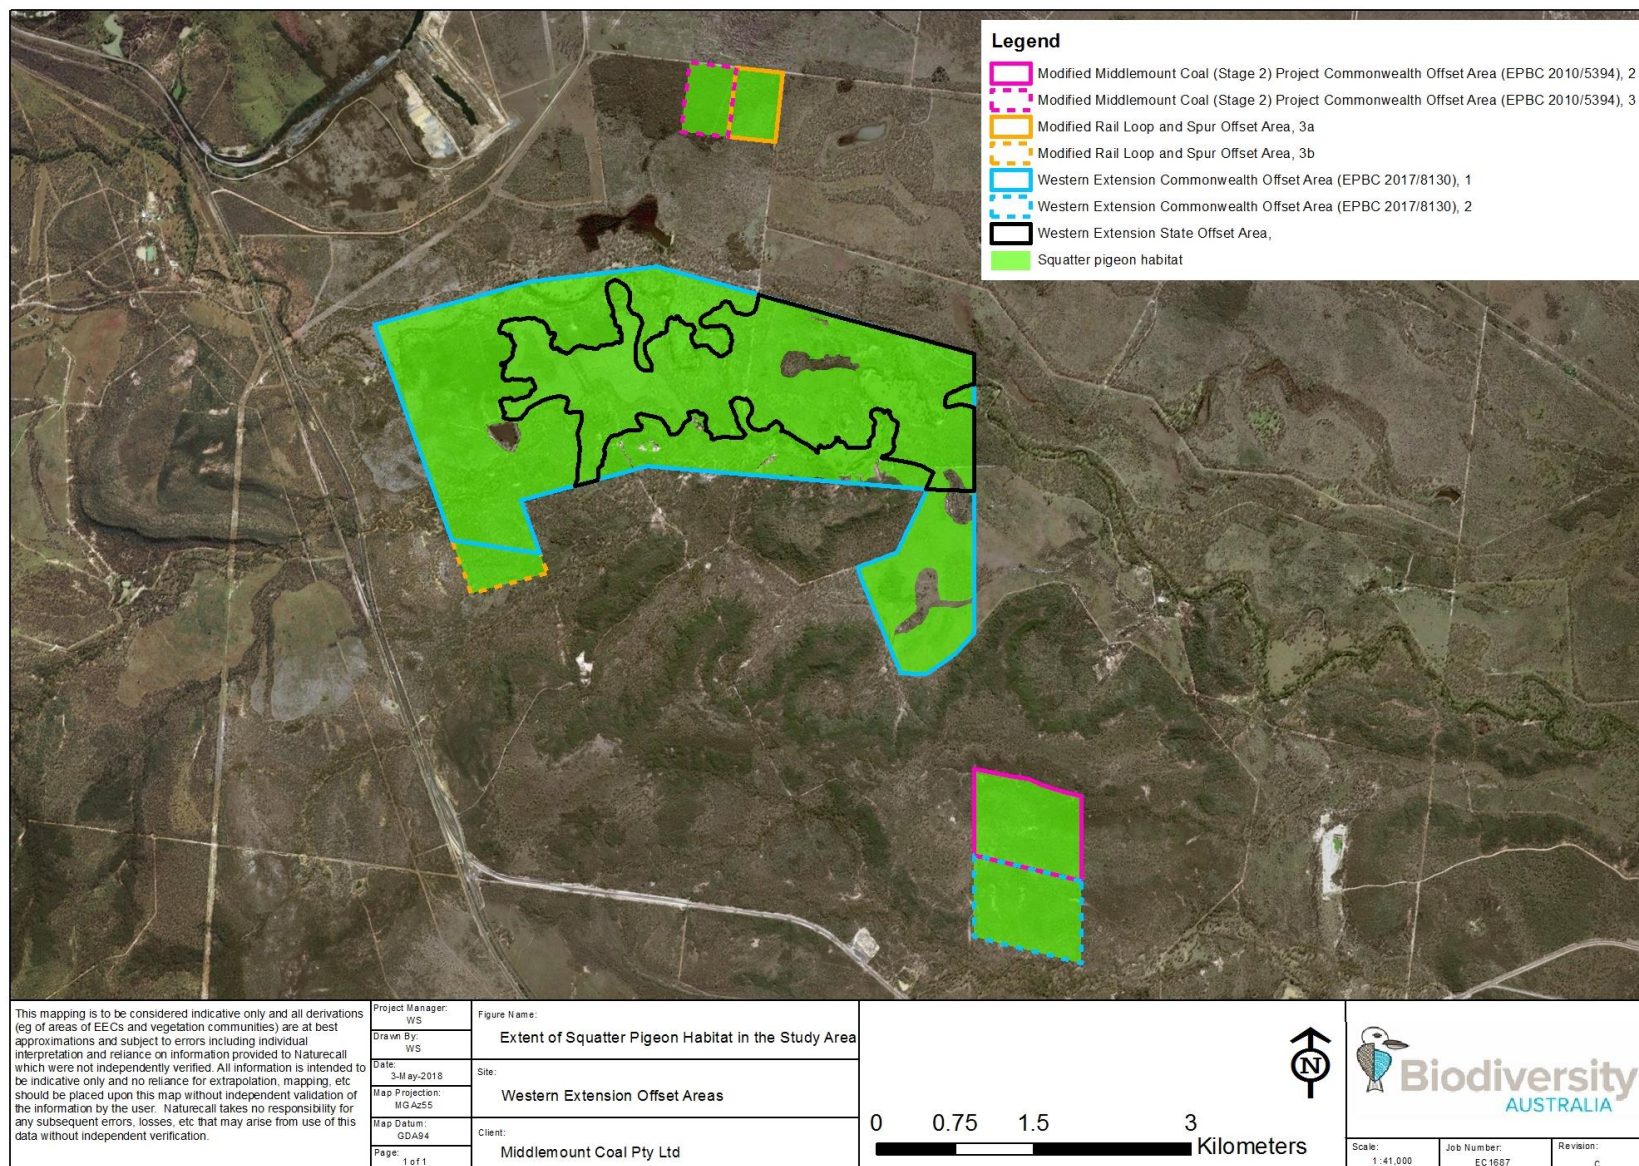 Legend
Modified Middlemount Coal (Stage 2) Project Commonwealth Offset Area (EPBC 2010/5394), 2
Modified Middlemount Coal (Stage 2) Project Commonwealth Offset Area (EPBC 2010/5394), 3
Modified Rail Loop and Spur Offset Area, 3a
Modified Rail Loop and Spur Offset Area, 3b
Western Extension Commonwealth Offset Area (EPBC 2017/8130), 1
Western Extension Commonwealth Offset Area (EPBC 2017/8130), 2
Western Extension State Offset Area,
Squatter pigeon habitat
This mapping is to be considered indicative only and all derivations
(eg of areas of EECs and vegetation communities) are at best
approximations and subject to errors including individual
interpretation and reliance on information provided to Naturecall
which were not independently verified. All information is intended to
be indicative only and no reliance for extrapolation, mapping, etc
should be placed upon this map without independent validation of
the information by the user. Naturecall takes no responsibility for
any subsequent errors, losses, etc that may arise from use of this
data without independent verification.
Project Manager:
WS
Drawn By:
WS
Date:
3-May-2018
Map Projection:
MGAz55
Map Datum:
GDA94
Page:
1 of 1
Figure Name:
Extent of Squatter Pigeon Habitat in the Study Area
Site:
Western Extension Offset Areas
Client:
Middlemount Coal Pty Ltd
N
0 0.75 1.5 3
Kilometers
Biodiversity
AUSTRALIA
Scale:
1:41,000
Job Number:
EC1687
Revision:
C